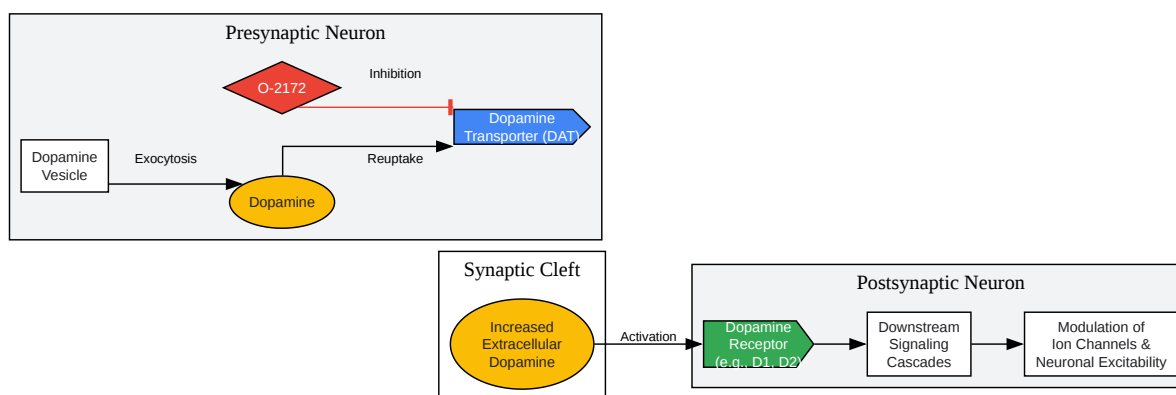 Presynaptic Neuron
O-2172
Inhibition
Dopamine
Transporter (DAT)
Dopamine
Vesicle
Exocytosis
Reuptake
Dopamine
Synaptic Cleft
Increased
Extracellular
Dopamine
Activation
Postsynaptic Neuron
Dopamine
Receptor
(e.g., D1, D2)
Downstream
Signaling
Cascades
Modulation of
Ion Channels &
Neuronal Excitability